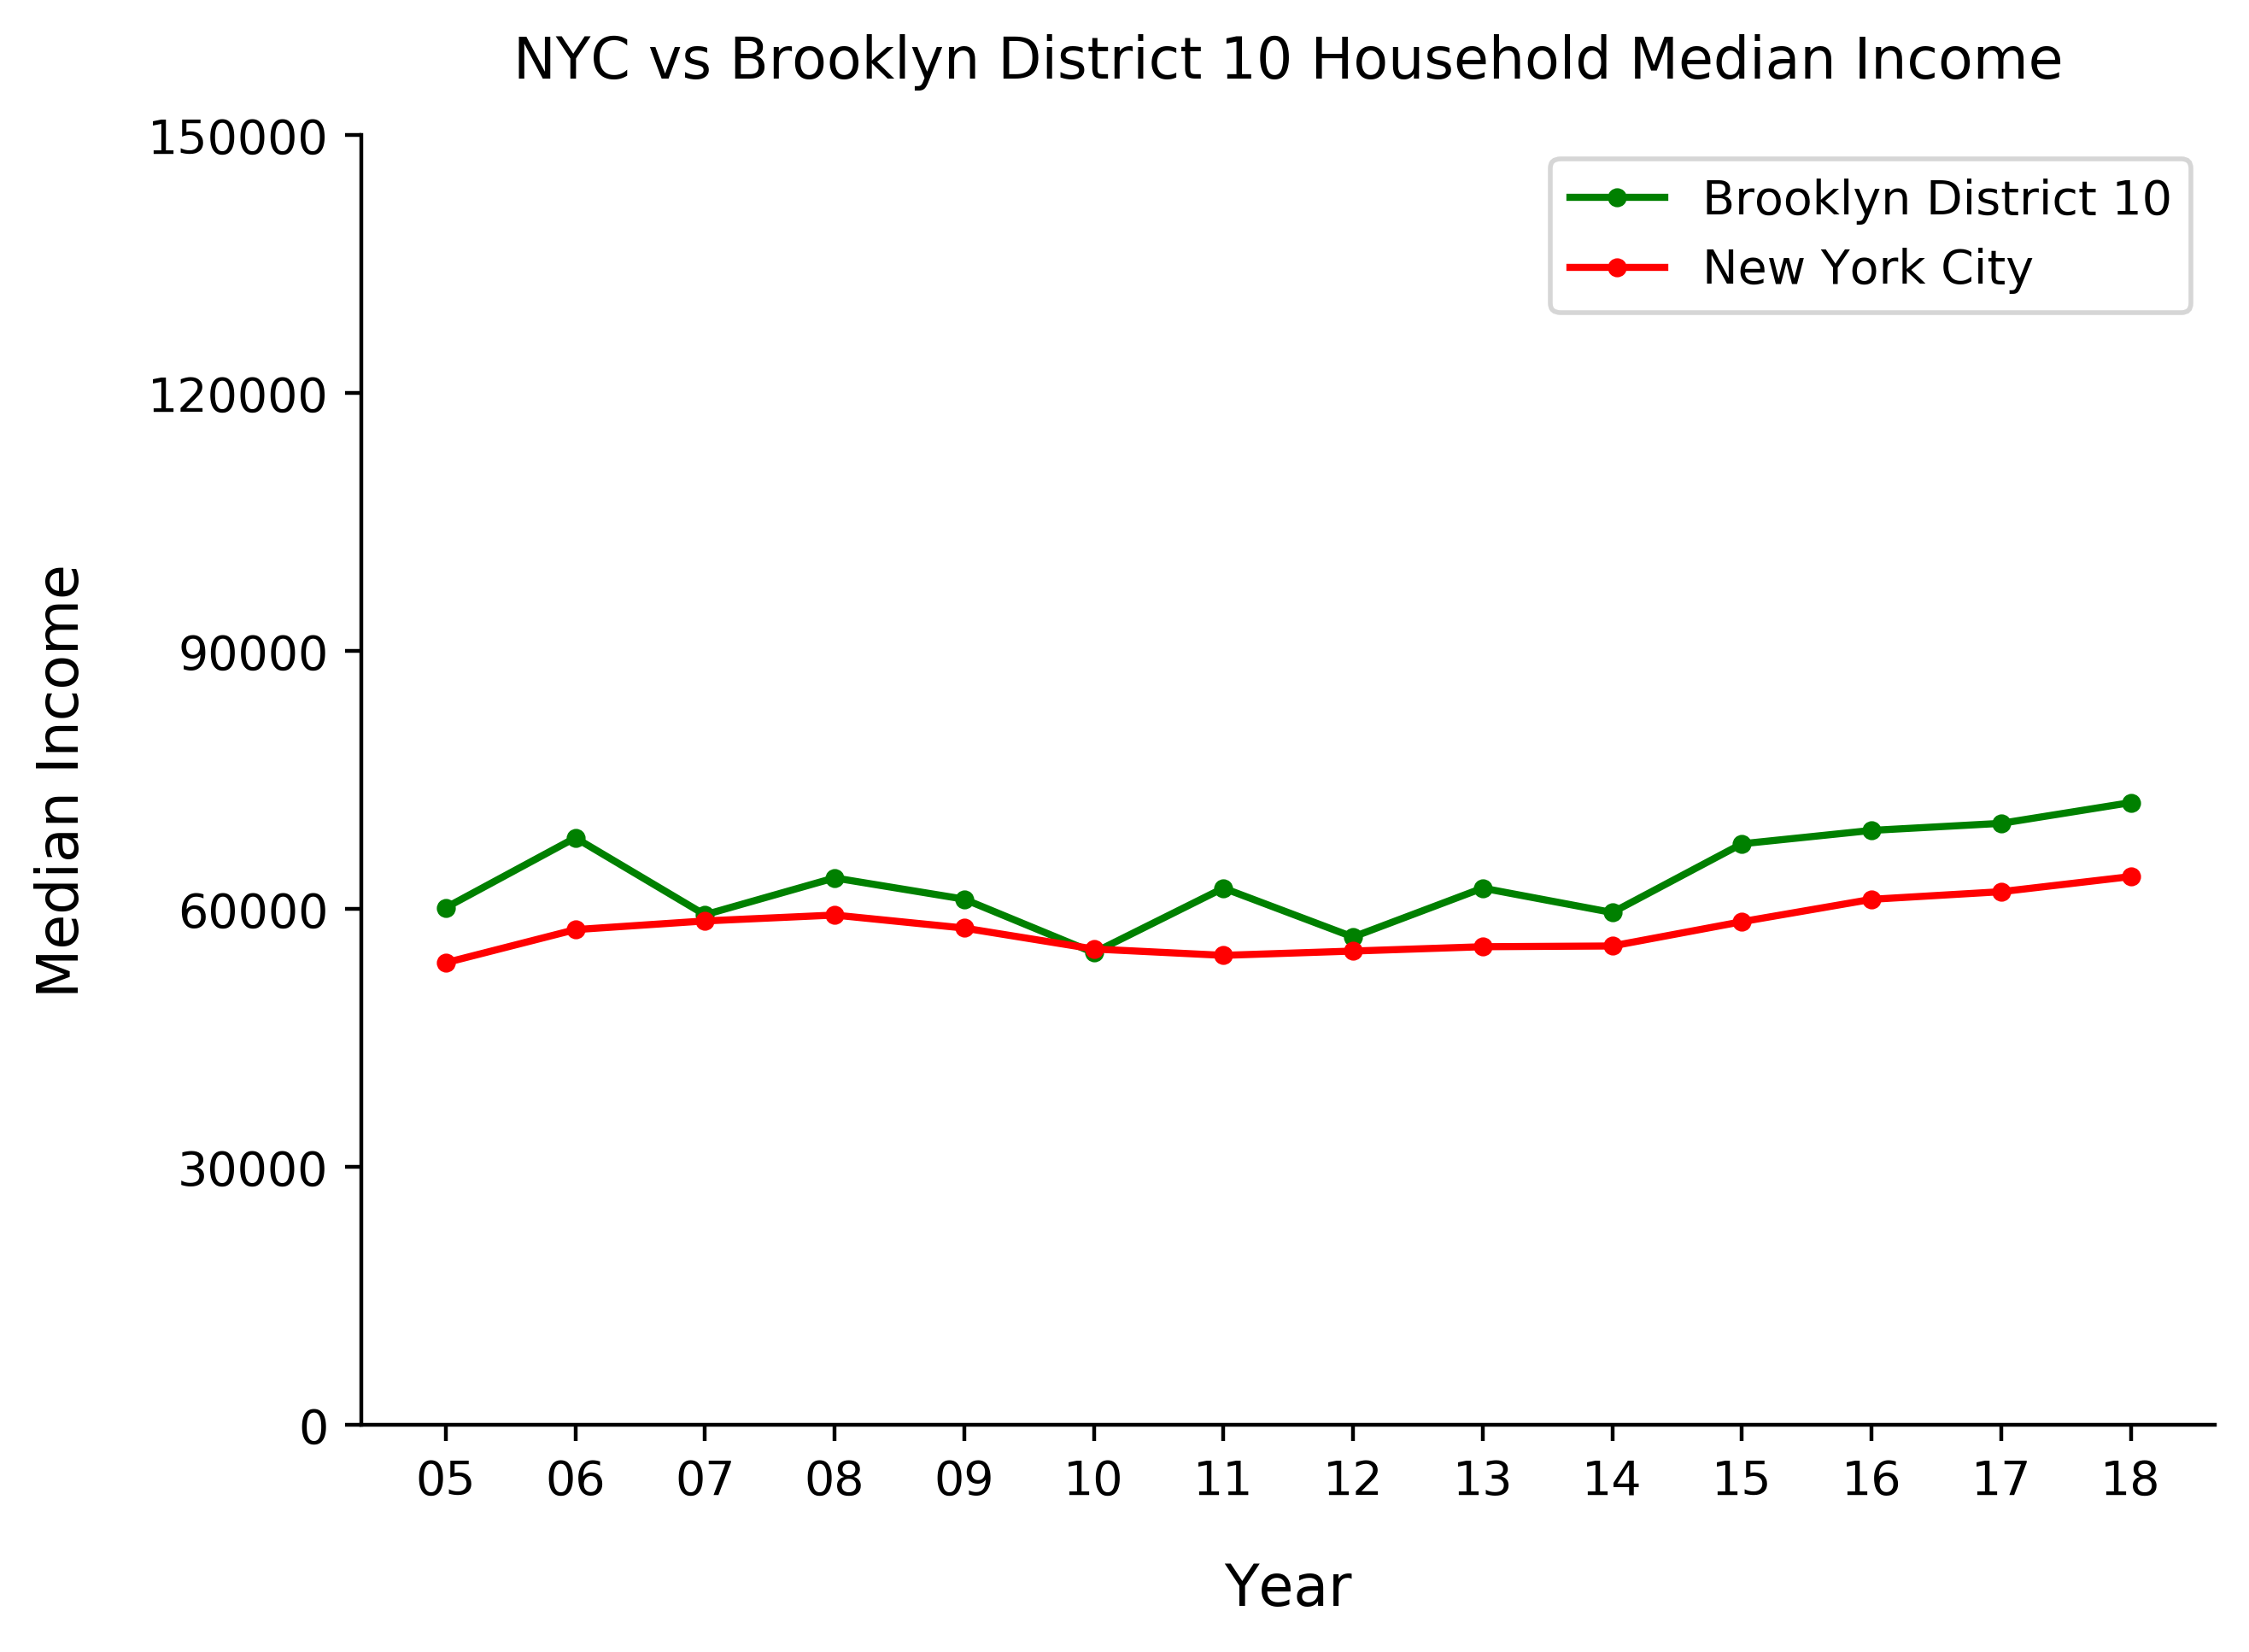 NYC vs Brooklyn District 10 Household Median Income
150000
120000
90000
60000
30000
0
Median Income
Brooklyn District 10
New York City
05 06 07 08 09 10 11 12 13 14 15 16 17 18
Year